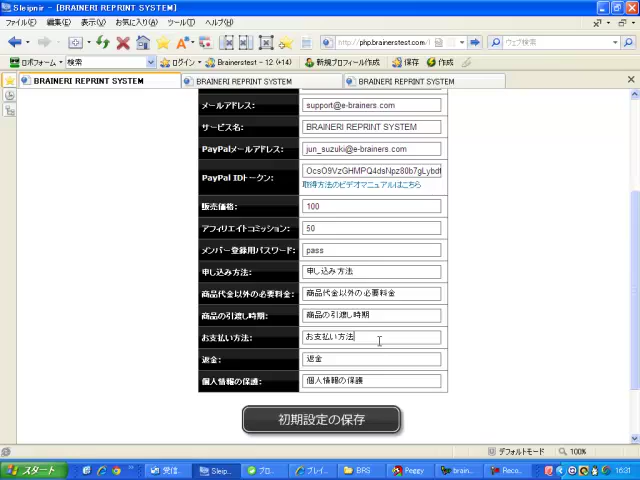 Sleipnir - [BRAINERI REPRINT SYSTEM]
ファイル(F) 編集(E) 表示(V) お気に入り(A) ツール(T) ヘルプ(H)
http://php.brainerstest.com/
ウェブ検索
ロボフォーム 検索 ログイン Brainerstest - 12 (+14) 新規プロフィール作成 保存 作成
BRAINERI REPRINT SYSTEM BRAINERI REPRINT SYSTEM BRAINERI REPRINT SYSTEM
メールアドレス: support@e-brainers.com
サービス名: BRAINERI REPRINT SYSTEM
PayPalメールアドレス: jun_suzuki@e-brainers.com
PayPal IDトークン:
取得方法のビデオマニュアルはこちら
販売価格: 100
アフィリエイトコミッション: 50
メンバー登録用パスワード: pass
申し込み方法: 申し込み方法
商品代金以外の必要料金: 商品代金以外の必要料金
商品の引渡し時期: 商品の引渡し時期
お支払い方法: お支払い方法
返金: 返金
個人情報の保護: 個人情報の保護
初期設定の保存
デフォルトモード 100%
スタート 受信. Sleip... ブロ. ブレイ. BRS Peggy brain... Reco... 16:31